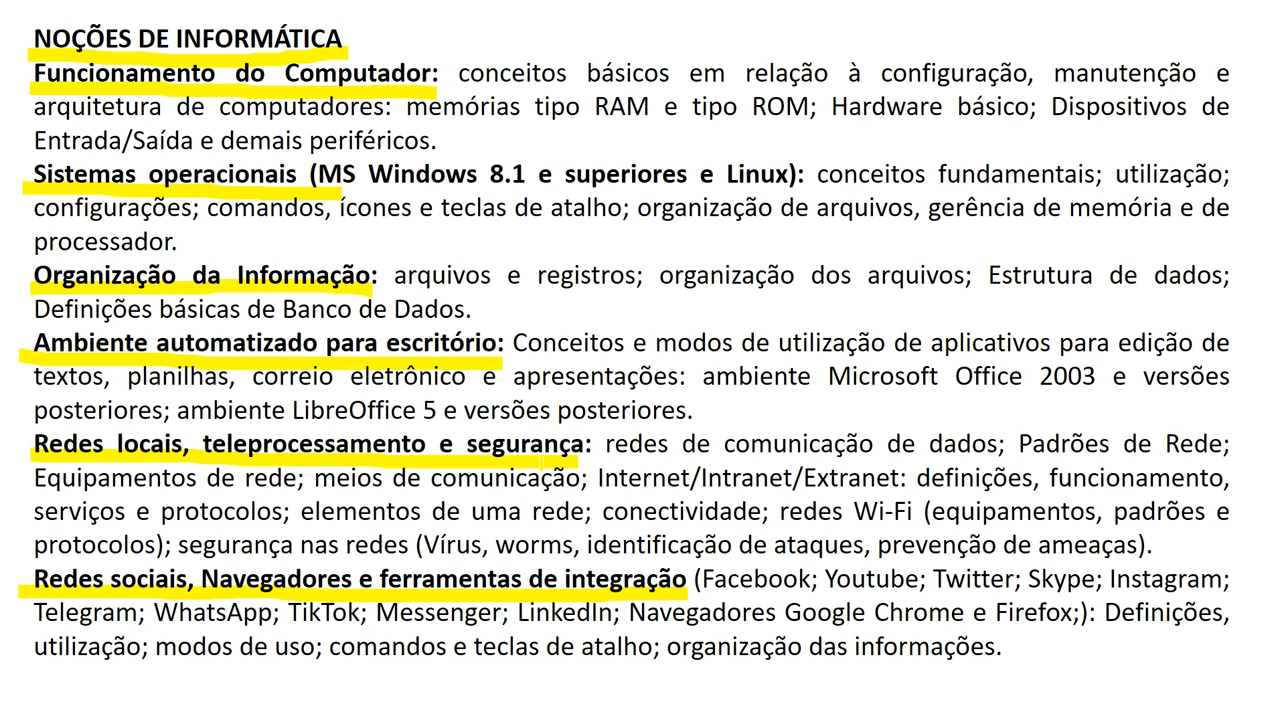 NOÇÕES DE INFORMÁTICA
Funcionamento do Computador: conceitos básicos em relação à configuração, manutenção e
arquitetura de computadores: memórias tipo RAM e tipo ROM; Hardware básico; Dispositivos de
Entrada/Saída e demais periféricos.
Sistemas operacionais (MS Windows 8.1 e superiores e Linux): conceitos fundamentais; utilização;
configurações; comandos, ícones e teclas de atalho; organização de arquivos, gerência de memória e de
processador.
Organização da Informação: arquivos e registros; organização dos arquivos; Estrutura de dados;
Definições básicas de Banco de Dados.
Ambiente automatizado para escritório: Conceitos e modos de utilização de aplicativos para edição de
textos, planilhas, correio eletrônico e apresentações: ambiente Microsoft Office 2003 e versões
posteriores; ambiente LibreOffice 5 e versões posteriores.
Redes locais, teleprocessamento e segurança: redes de comunicação de dados; Padrões de Rede;
Equipamentos de rede; meios de comunicação; Internet/Intranet/Extranet: definições, funcionamento,
serviços e protocolos; elementos de uma rede; conectividade; redes Wi-Fi (equipamentos, padrões e
protocolos); segurança nas redes (Vírus, worms, identificação de ataques, prevenção de ameaças).
Redes sociais, Navegadores e ferramentas de integração (Facebook; Youtube; Twitter; Skype; Instagram;
Telegram; WhatsApp; TikTok; Messenger; LinkedIn; Navegadores Google Chrome e Firefox;): Definições,
utilização; modos de uso; comandos e teclas de atalho; organização das informações.